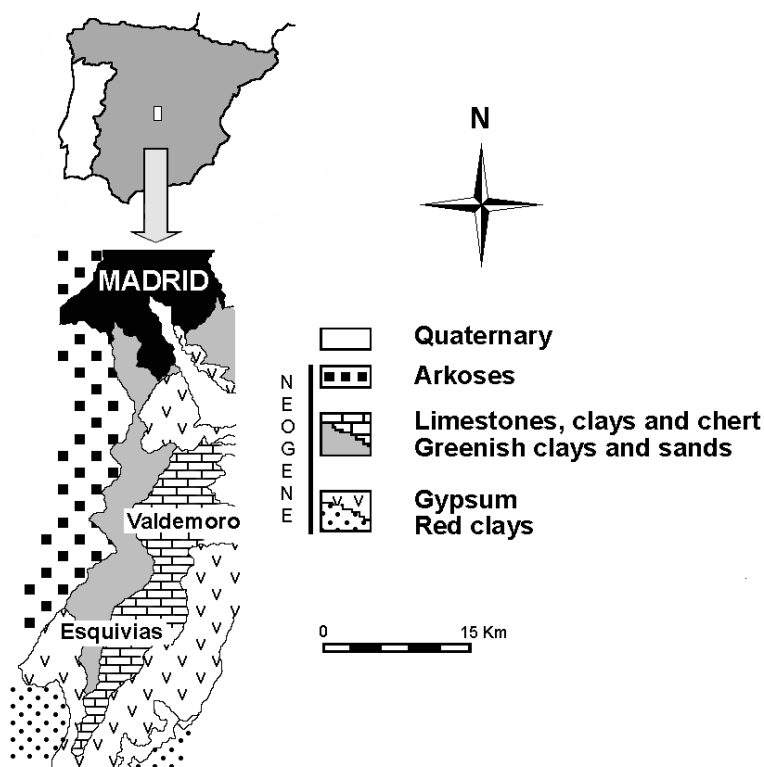 N
MADRID
Quaternary
NEOGENE
Arkoses
Limestones, clays and chert
Greenish clays and sands
Gypsum
Red clays
Valdemoro
Esquivias
0 15 Km